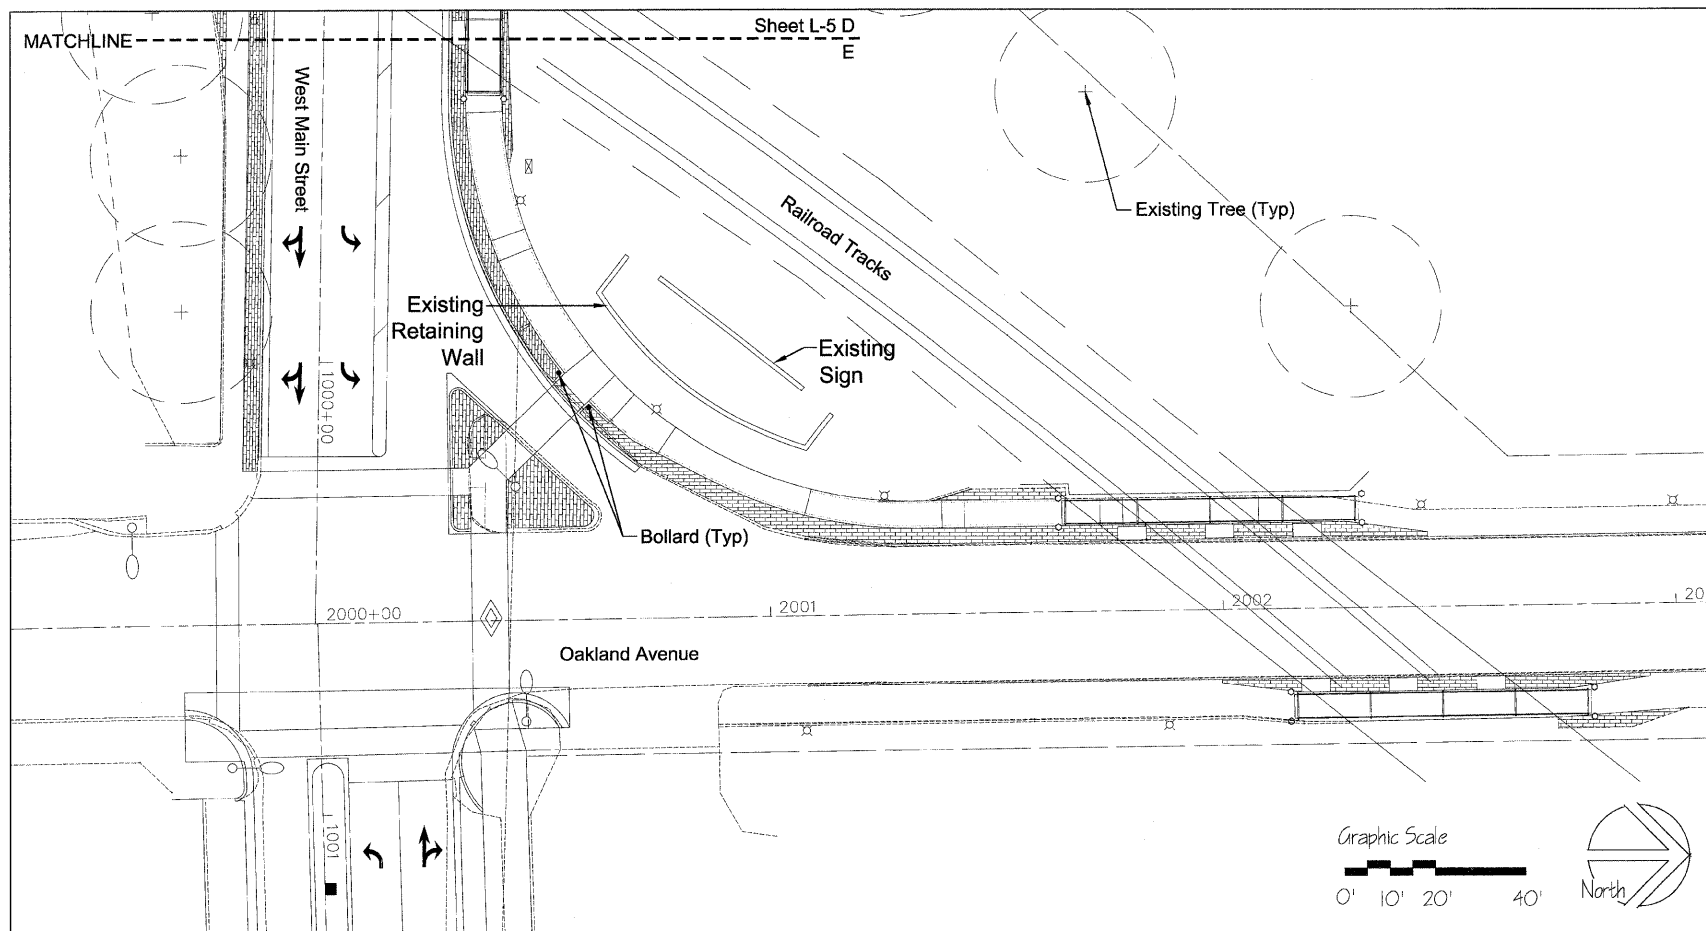 Sheet L-5 D
MATCHLINE
E
West Main Street
Existing Tree (Typ)
Railroad Tracks
Existing
Retaining
Wall
Existing
Sign
1000+00
Bollard (Typ)
2000+00
2001
2002
20
Oakland Avenue
1001
Graphic Scale
0' 10' 20' 40'
North